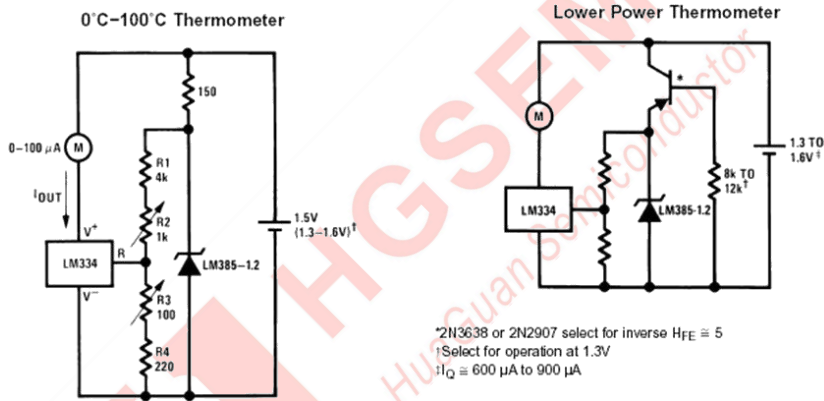 0°C–100°C Thermometer
150
0–100 μA
M
R1
4k
IOUT
R2
1k
V+
LM334
R
V−
R3
100
R4
220
LM385–1.2
1.5V
(1.3–1.6V)†
Lower Power Thermometer
*
M
LM334
LM385-1.2
8k TO
12k†
1.3 TO
1.6V‡
*2N3638 or 2N2907 select for inverse HFE ≅ 5
†Select for operation at 1.3V
‡IQ ≅ 600 μA to 900 μA
HGSEM
HuaGuan Semiconductor